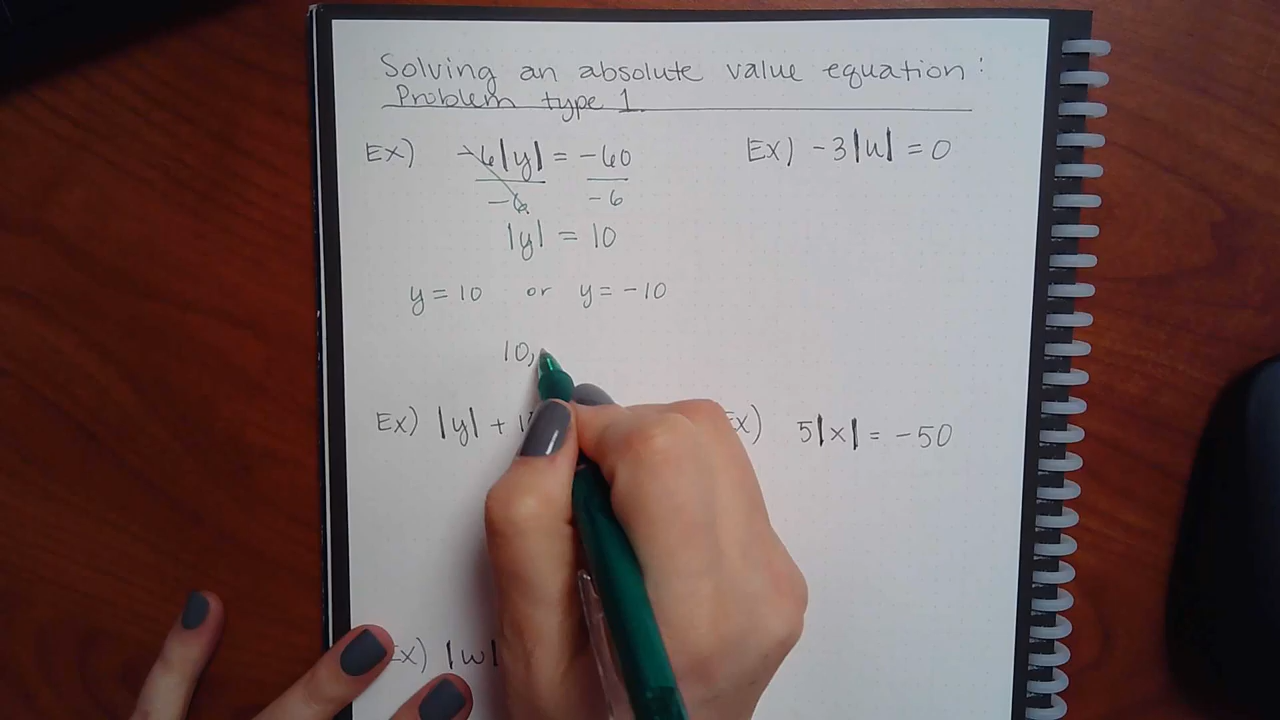 Solving an absolute value equation:
Problem type 1
Ex) -6|y| = -60
-6 -6
|y| = 10
y = 10 or y = -10
10,
Ex) -3|u| = 0
Ex) |y| + 1
Ex) 5|x| = -50
Ex) |w|